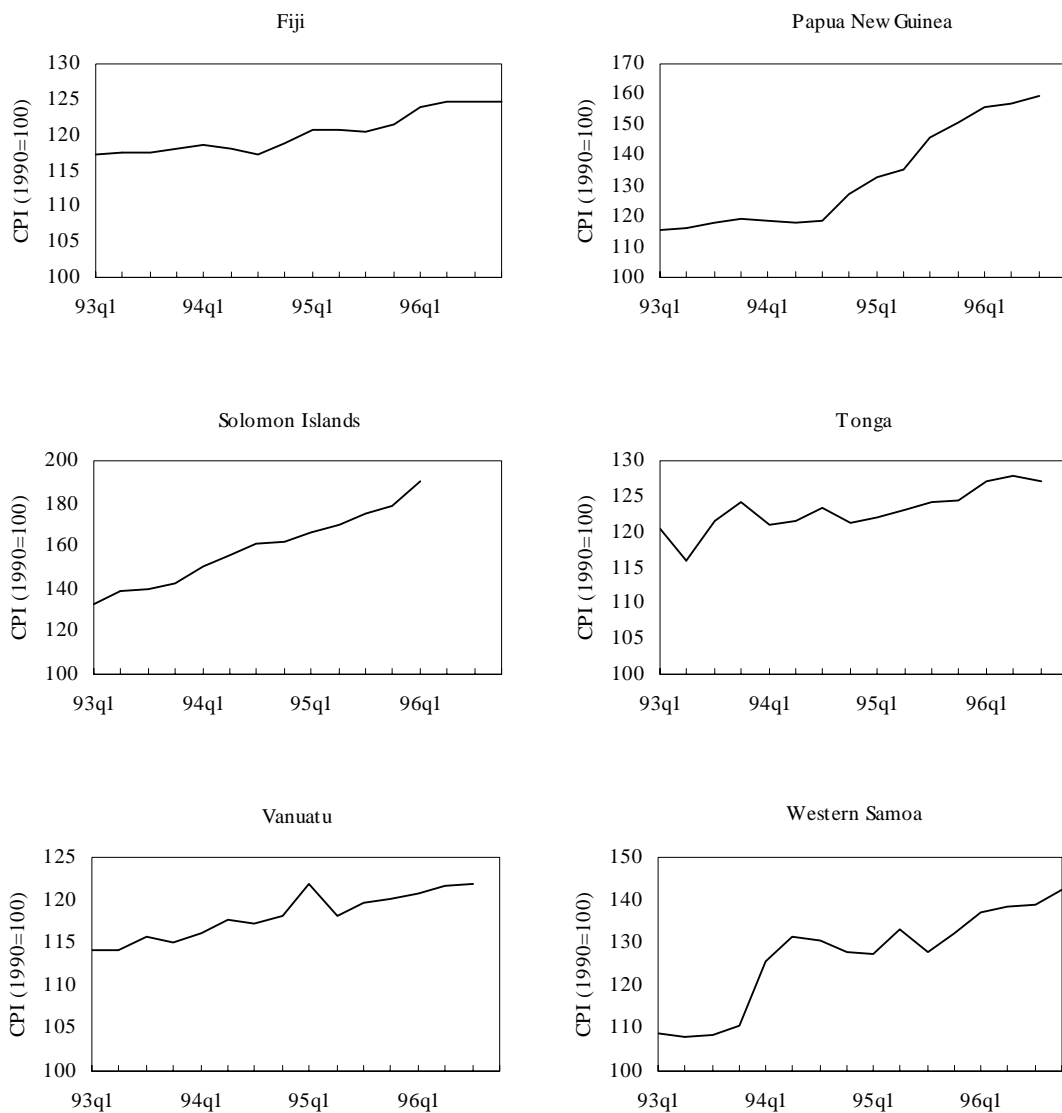 Fiji
CPI (1990=100)
130
125
120
115
110
105
100
93q1 94q1 95q1 96q1
Papua New Guinea
CPI (1990=100)
170
160
150
140
130
120
110
100
93q1 94q1 95q1 96q1
Solomon Islands
CPI (1990=100)
200
180
160
140
120
100
93q1 94q1 95q1 96q1
Tonga
CPI (1990=100)
130
125
120
115
110
105
100
93q1 94q1 95q1 96q1
Vanuatu
CPI (1990=100)
125
120
115
110
105
100
93q1 94q1 95q1 96q1
Western Samoa
CPI (1990=100)
150
140
130
120
110
100
93q1 94q1 95q1 96q1